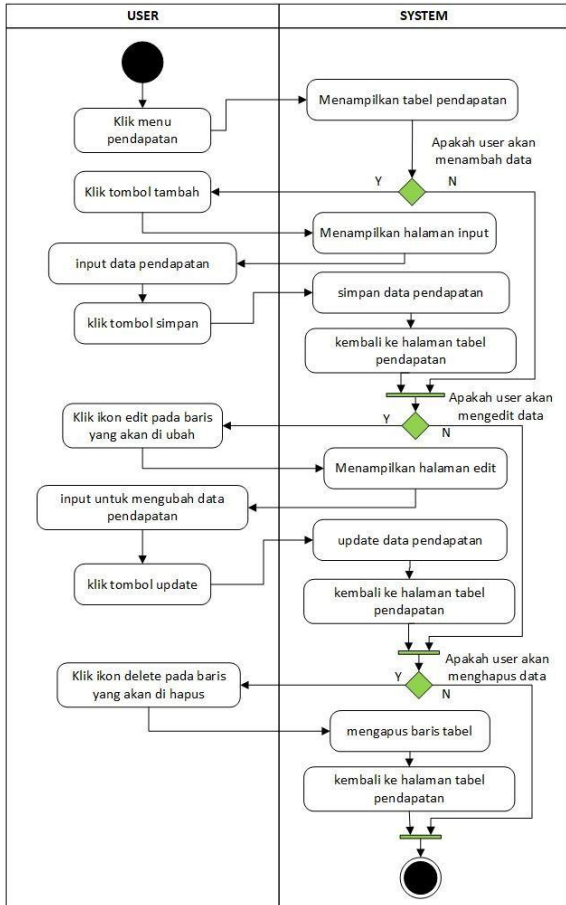 USER
SYSTEM
Klik menu
pendapatan
Menampilkan tabel pendapatan
Apakah user akan
menambah data
Y
N
Klik tombol tambah
Menampilkan halaman input
input data pendapatan
klik tombol simpan
simpan data pendapatan
kembali ke halaman tabel
pendapatan
Apakah user akan
mengedit data
Y
N
Klik ikon edit pada baris
yang akan di ubah
Menampilkan halaman edit
input untuk mengubah data
pendapatan
klik tombol update
update data pendapatan
kembali ke halaman tabel
pendapatan
Apakah user akan
menghapus data
Y
N
Klik ikon delete pada baris
yang akan di hapus
mengapus baris tabel
kembali ke halaman tabel
pendapatan